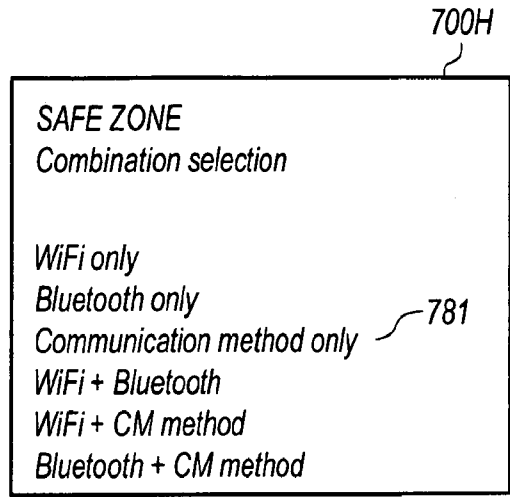 700H
SAFE ZONE
Combination selection
WiFi only
Bluetooth only
Communication method only
781
WiFi + Bluetooth
WiFi + CM method
Bluetooth + CM method